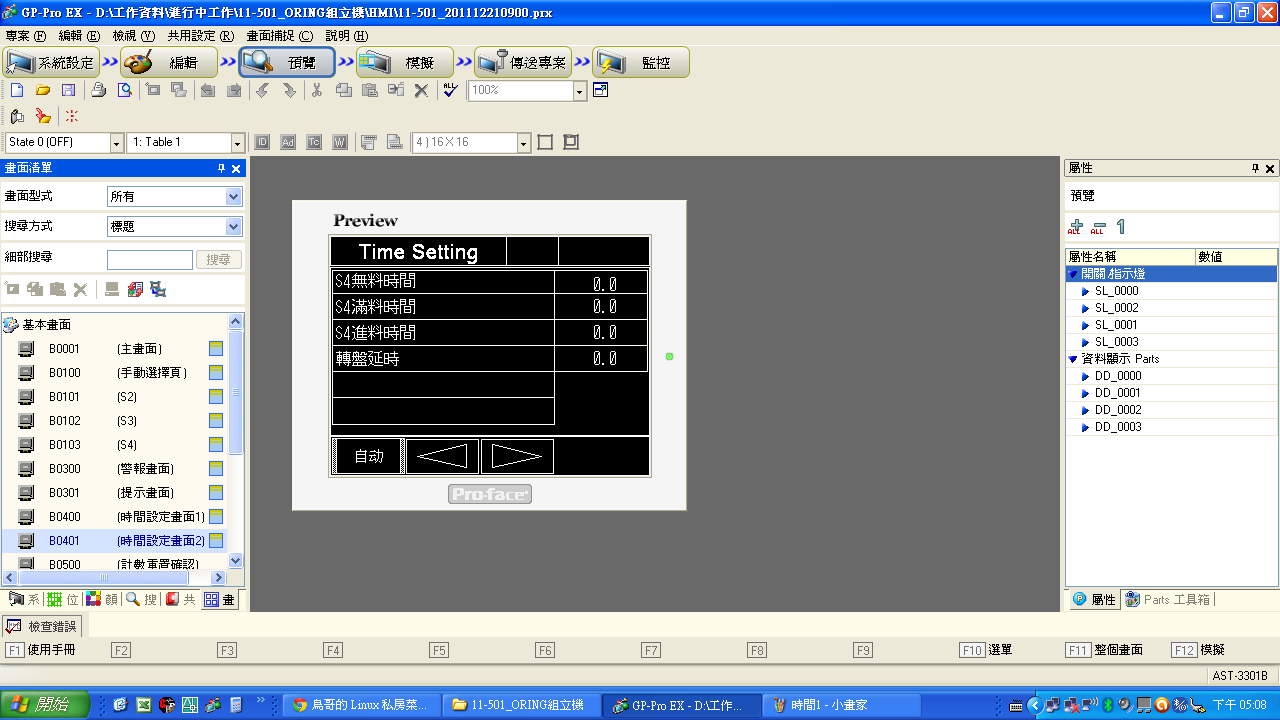 GP-Pro EX - D:\工作資料\進行中工作\11-501_ORING組立機\HMI\11-501_201112210900.prx
專案 (F) 編輯 (E) 檢視 (Y) 共用設定 (R) 畫面捕捉 (C) 說明 (H)
系統設定 編輯 預覽 模擬 傳送專案 監控
ALL 100%
State 0 (OFF) 1: Table 1 ID Ad Tc W 4 ) 16 X 16
畫面清單
畫面型式 所有
搜尋方式 標題
細部搜尋 搜尋
基本畫面
B0001 (主畫面)
B0100 (手動選擇頁)
B0101 (S2)
B0102 (S3)
B0103 (S4)
B0300 (警報畫面)
B0301 (提示畫面)
B0400 (時間設定畫面1)
B0401 (時間設定畫面2)
B0500 (計數重置確認)
系 位 顏 搜 共 畫
Preview
Time Setting
S4無料時間 0.0
S4滿料時間 0.0
S4進料時間 0.0
轉盤延時 0.0
自动
Pro-face
屬性
預覽
ALL ALL 1
屬性名稱 數值
開關/指示燈
SL_0000
SL_0002
SL_0001
SL_0003
資料顯示 Parts
DD_0000
DD_0001
DD_0002
DD_0003
屬性 Parts 工具箱
檢查錯誤
F1 使用手冊 F2 F3 F4 F5 F6 F7 F8 F9 F10 選單 F11 整個畫面 F12 模擬
AST-3301B
開始 鳥哥的 Linux 私房菜... 11-501_ORING組立機 GP-Pro EX - D:\工作... 時間1 - 小畫家 下午 05:08